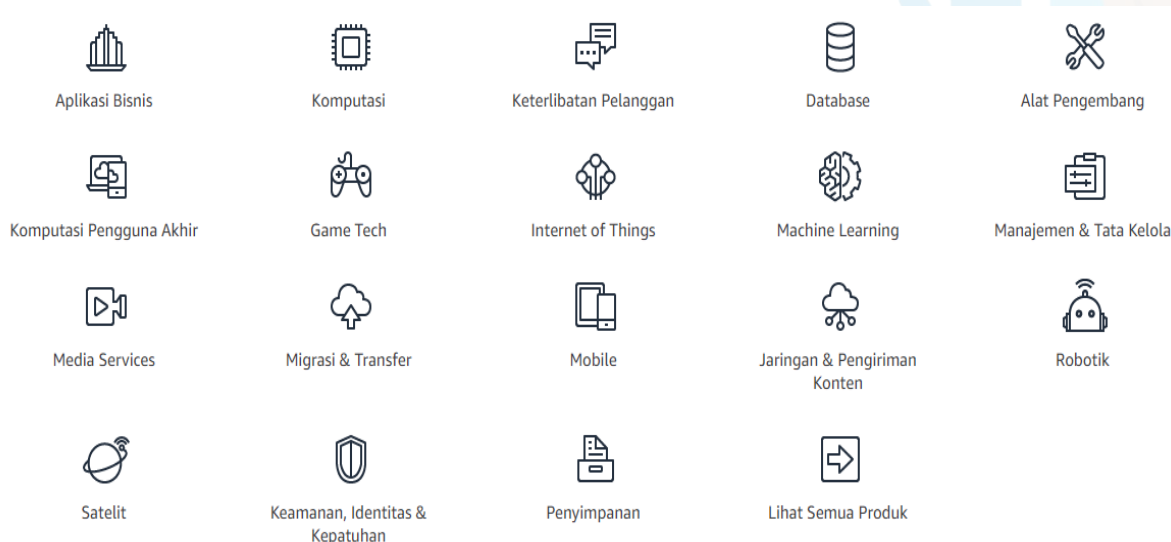 Aplikasi Bisnis
Komputasi
Keterlibatan Pelanggan
Database
Alat Pengembang
Komputasi Pengguna Akhir
Game Tech
Internet of Things
Machine Learning
Manajemen & Tata Kelola
Media Services
Migrasi & Transfer
Mobile
Jaringan & Pengiriman
Konten
Robotik
Satelit
Keamanan, Identitas &
Kepatuhan
Penyimpanan
Lihat Semua Produk